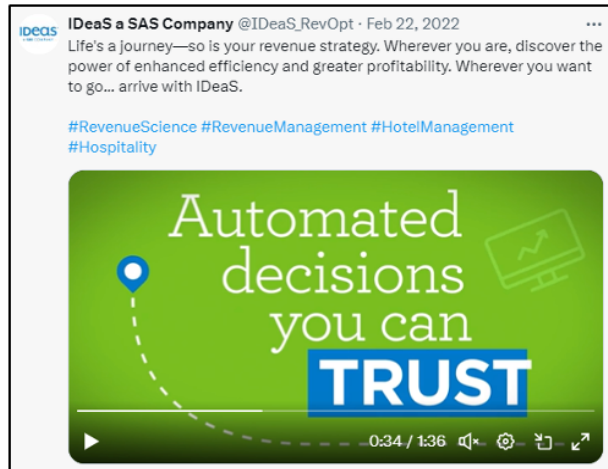 IDeaS
IDeaS a SAS Company @IDeaS_RevOpt · Feb 22, 2022 ...
Life's a journey—so is your revenue strategy. Wherever you are, discover the
power of enhanced efficiency and greater profitability. Wherever you want
to go... arrive with IDeaS.
#RevenueScience #RevenueManagement #HotelManagement
#Hospitality
Automated
decisions
you can
TRUST
0:34 / 1:36